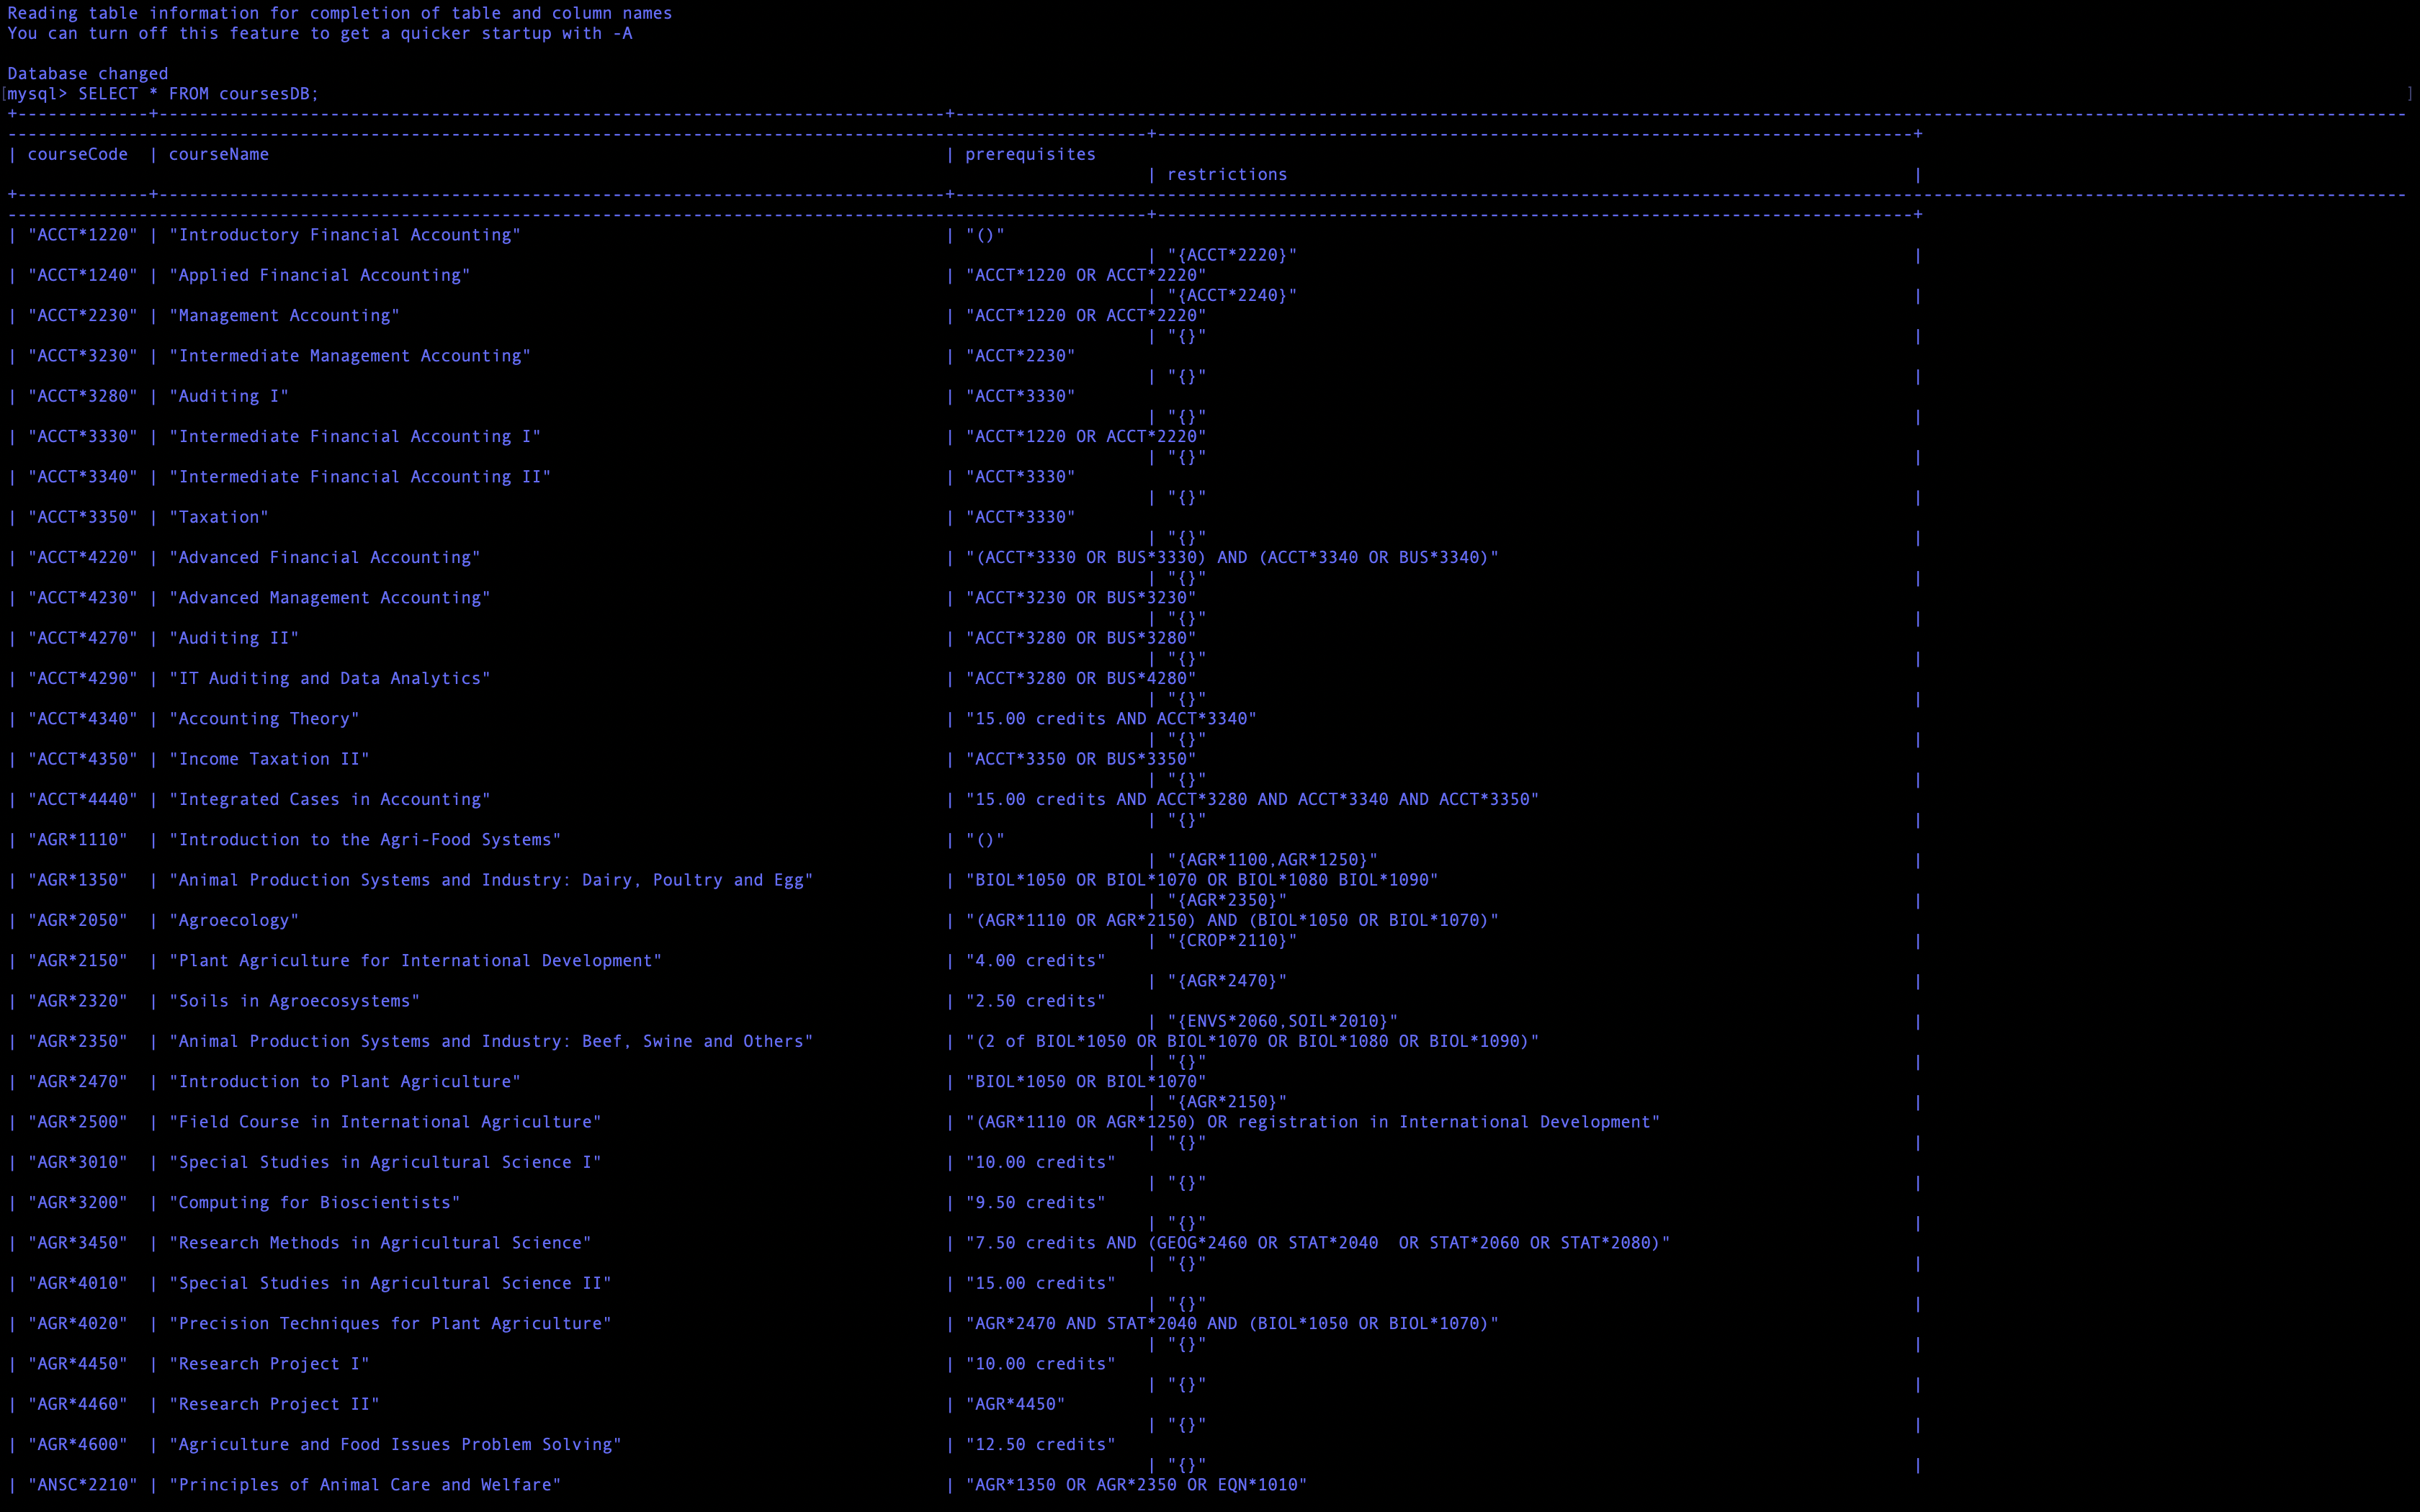 Reading table information for completion of table and column names
You can turn off this feature to get a quicker startup with -A
Database changed
[mysql> SELECT * FROM coursesDB; ]
| courseCode | courseName | prerequisites
| restrictions |
| "ACCT*1220" | "Introductory Financial Accounting" | "()"
| "{ACCT*2220}" |
| "ACCT*1240" | "Applied Financial Accounting" | "ACCT*1220 OR ACCT*2220"
| "{ACCT*2240}" |
| "ACCT*2230" | "Management Accounting" | "ACCT*1220 OR ACCT*2220"
| "{}" |
| "ACCT*3230" | "Intermediate Management Accounting" | "ACCT*2230"
| "{}" |
| "ACCT*3280" | "Auditing I" | "ACCT*3330"
| "{}" |
| "ACCT*3330" | "Intermediate Financial Accounting I" | "ACCT*1220 OR ACCT*2220"
| "{}" |
| "ACCT*3340" | "Intermediate Financial Accounting II" | "ACCT*3330"
| "{}" |
| "ACCT*3350" | "Taxation" | "ACCT*3330"
| "{}" |
| "ACCT*4220" | "Advanced Financial Accounting" | "(ACCT*3330 OR BUS*3330) AND (ACCT*3340 OR BUS*3340)"
| "{}" |
| "ACCT*4230" | "Advanced Management Accounting" | "ACCT*3230 OR BUS*3230"
| "{}" |
| "ACCT*4270" | "Auditing II" | "ACCT*3280 OR BUS*3280"
| "{}" |
| "ACCT*4290" | "IT Auditing and Data Analytics" | "ACCT*3280 OR BUS*4280"
| "{}" |
| "ACCT*4340" | "Accounting Theory" | "15.00 credits AND ACCT*3340"
| "{}" |
| "ACCT*4350" | "Income Taxation II" | "ACCT*3350 OR BUS*3350"
| "{}" |
| "ACCT*4440" | "Integrated Cases in Accounting" | "15.00 credits AND ACCT*3280 AND ACCT*3340 AND ACCT*3350"
| "{}" |
| "AGR*1110" | "Introduction to the Agri-Food Systems" | "()"
| "{AGR*1100,AGR*1250}" |
| "AGR*1350" | "Animal Production Systems and Industry: Dairy, Poultry and Egg" | "BIOL*1050 OR BIOL*1070 OR BIOL*1080 BIOL*1090"
| "{AGR*2350}" |
| "AGR*2050" | "Agroecology" | "(AGR*1110 OR AGR*2150) AND (BIOL*1050 OR BIOL*1070)"
| "{CROP*2110}" |
| "AGR*2150" | "Plant Agriculture for International Development" | "4.00 credits"
| "{AGR*2470}" |
| "AGR*2320" | "Soils in Agroecosystems" | "2.50 credits"
| "{ENVS*2060,SOIL*2010}" |
| "AGR*2350" | "Animal Production Systems and Industry: Beef, Swine and Others" | "(2 of BIOL*1050 OR BIOL*1070 OR BIOL*1080 OR BIOL*1090)"
| "{}" |
| "AGR*2470" | "Introduction to Plant Agriculture" | "BIOL*1050 OR BIOL*1070"
| "{AGR*2150}" |
| "AGR*2500" | "Field Course in International Agriculture" | "(AGR*1110 OR AGR*1250) OR registration in International Development"
| "{}" |
| "AGR*3010" | "Special Studies in Agricultural Science I" | "10.00 credits"
| "{}" |
| "AGR*3200" | "Computing for Bioscientists" | "9.50 credits"
| "{}" |
| "AGR*3450" | "Research Methods in Agricultural Science" | "7.50 credits AND (GEOG*2460 OR STAT*2040  OR STAT*2060 OR STAT*2080)"
| "{}" |
| "AGR*4010" | "Special Studies in Agricultural Science II" | "15.00 credits"
| "{}" |
| "AGR*4020" | "Precision Techniques for Plant Agriculture" | "AGR*2470 AND STAT*2040 AND (BIOL*1050 OR BIOL*1070)"
| "{}" |
| "AGR*4450" | "Research Project I" | "10.00 credits"
| "{}" |
| "AGR*4460" | "Research Project II" | "AGR*4450"
| "{}" |
| "AGR*4600" | "Agriculture and Food Issues Problem Solving" | "12.50 credits"
| "{}" |
| "ANSC*2210" | "Principles of Animal Care and Welfare" | "AGR*1350 OR AGR*2350 OR EQN*1010"